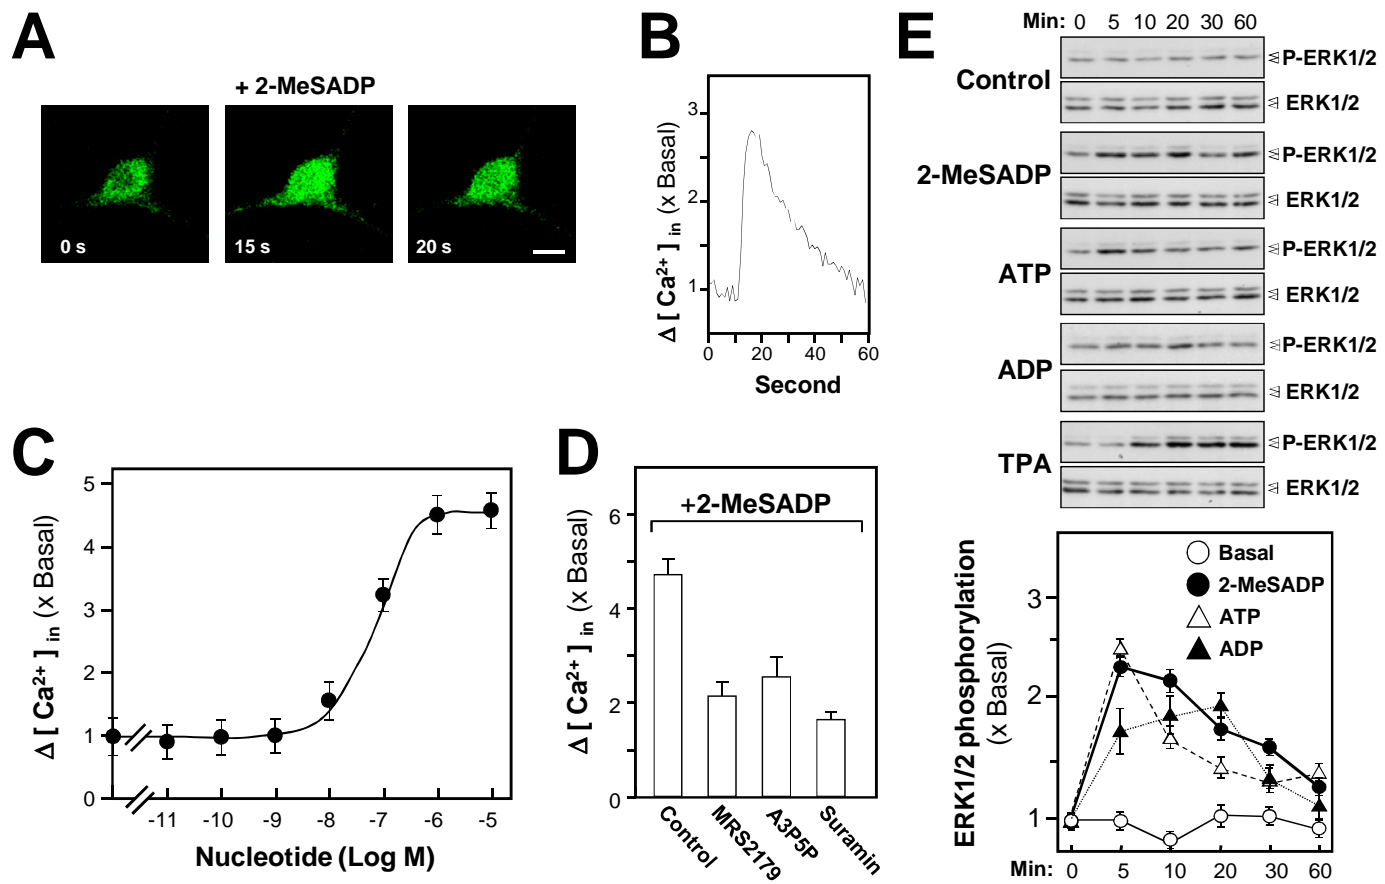 A
+ 2-MeSADP
0 s
15 s
20 s
B
Δ [ Ca²⁺ ] in (x Basal)
3
2
1
0 20 40 60
Second
C
Δ [ Ca²⁺ ] in (x Basal)
5
4
3
2
1
0
-11 -10 -9 -8 -7 -6 -5
Nucleotide (Log M)
D
+2-MeSADP
Δ [ Ca²⁺ ] in (x Basal)
6
4
2
0
Control
MRS2179
A3P5P
Suramin
E
Min: 0 5 10 20 30 60
Control
P-ERK1/2
ERK1/2
2-MeSADP
P-ERK1/2
ERK1/2
ATP
P-ERK1/2
ERK1/2
ADP
P-ERK1/2
ERK1/2
TPA
P-ERK1/2
ERK1/2
ERK1/2 phosphorylation
(x Basal)
3
2
1
Basal
2-MeSADP
ATP
ADP
Min: 0 5 10 20 30 60